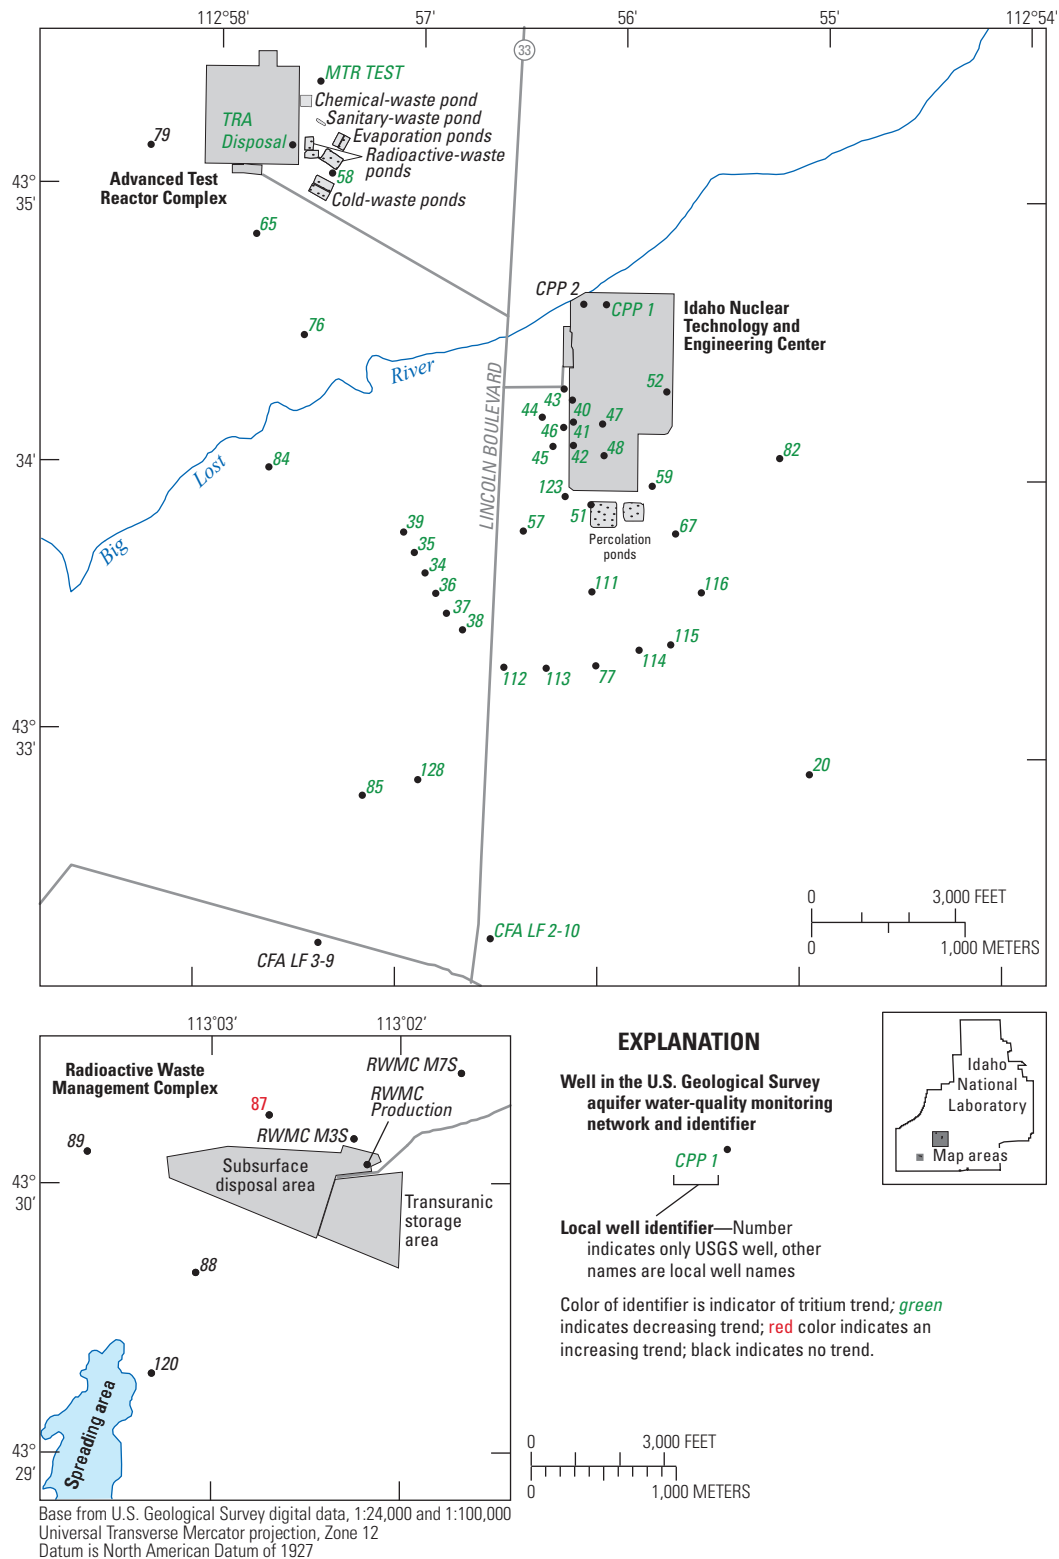 112°58'
57'
56'
55'
112°54'
33
MTR TEST
Chemical-waste pond
Sanitary-waste pond
Evaporation ponds
Radioactive-waste
ponds
TRA
Disposal
79
58
Cold-waste ponds
Advanced Test
Reactor Complex
43°
35'
65
CPP 2
CPP 1
Idaho Nuclear
Technology and
Engineering Center
76
River
LINCOLN BOULEVARD
52
43
40
47
44
46
41
45
42
48
82
43°
34'
84
Lost
Big
59
123
51
57
67
Percolation
ponds
39
35
34
36
37
38
111
116
115
114
112
113
77
43°
33'
128
85
20
CFA LF 2-10
CFA LF 3-9
0
3,000 FEET
0
1,000 METERS
113°03'
113°02'
Radioactive Waste
Management Complex
RWMC M7S
RWMC
Production
87
RWMC M3S
89
Subsurface
disposal area
43°
30'
Transuranic
storage
area
88
120
Spreading area
43°
29'
EXPLANATION
Well in the U.S. Geological Survey
aquifer water-quality monitoring
network and identifier
CPP 1
Local well identifier—Number
indicates only USGS well, other
names are local well names
Color of identifier is indicator of tritium trend; green
indicates decreasing trend; red color indicates an
increasing trend; black indicates no trend.
Idaho
National
Laboratory
Map areas
0
3,000 FEET
0
1,000 METERS
Base from U.S. Geological Survey digital data, 1:24,000 and 1:100,000
Universal Transverse Mercator projection, Zone 12
Datum is North American Datum of 1927